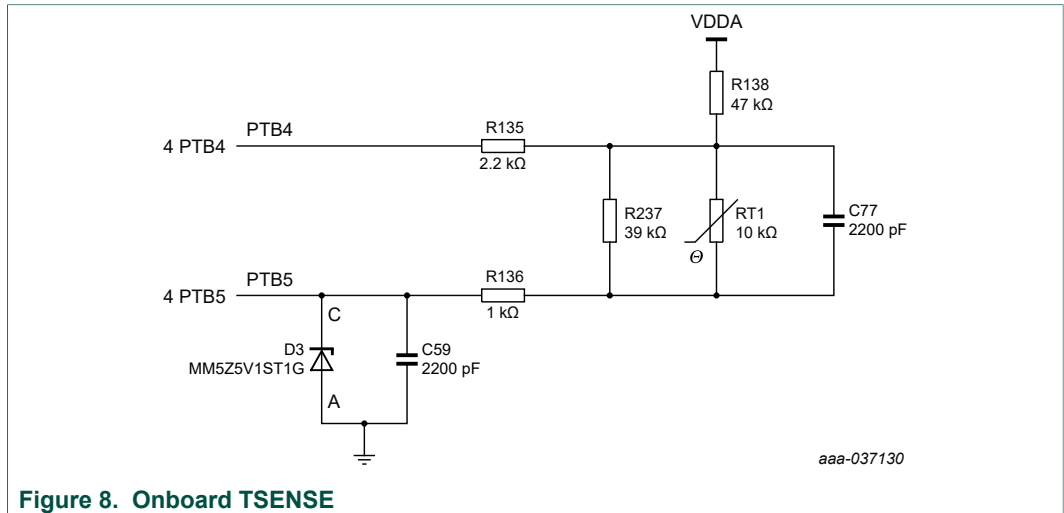 VDDA
R138
47 kΩ
PTB4
4 PTB4
R135
2.2 kΩ
R237
39 kΩ
RT1
10 kΩ
Θ
C77
2200 pF
PTB5
4 PTB5
R136
1 kΩ
C
D3
MM5Z5V1ST1G
C59
2200 pF
A
aaa-037130
Figure 8. Onboard TSENSE